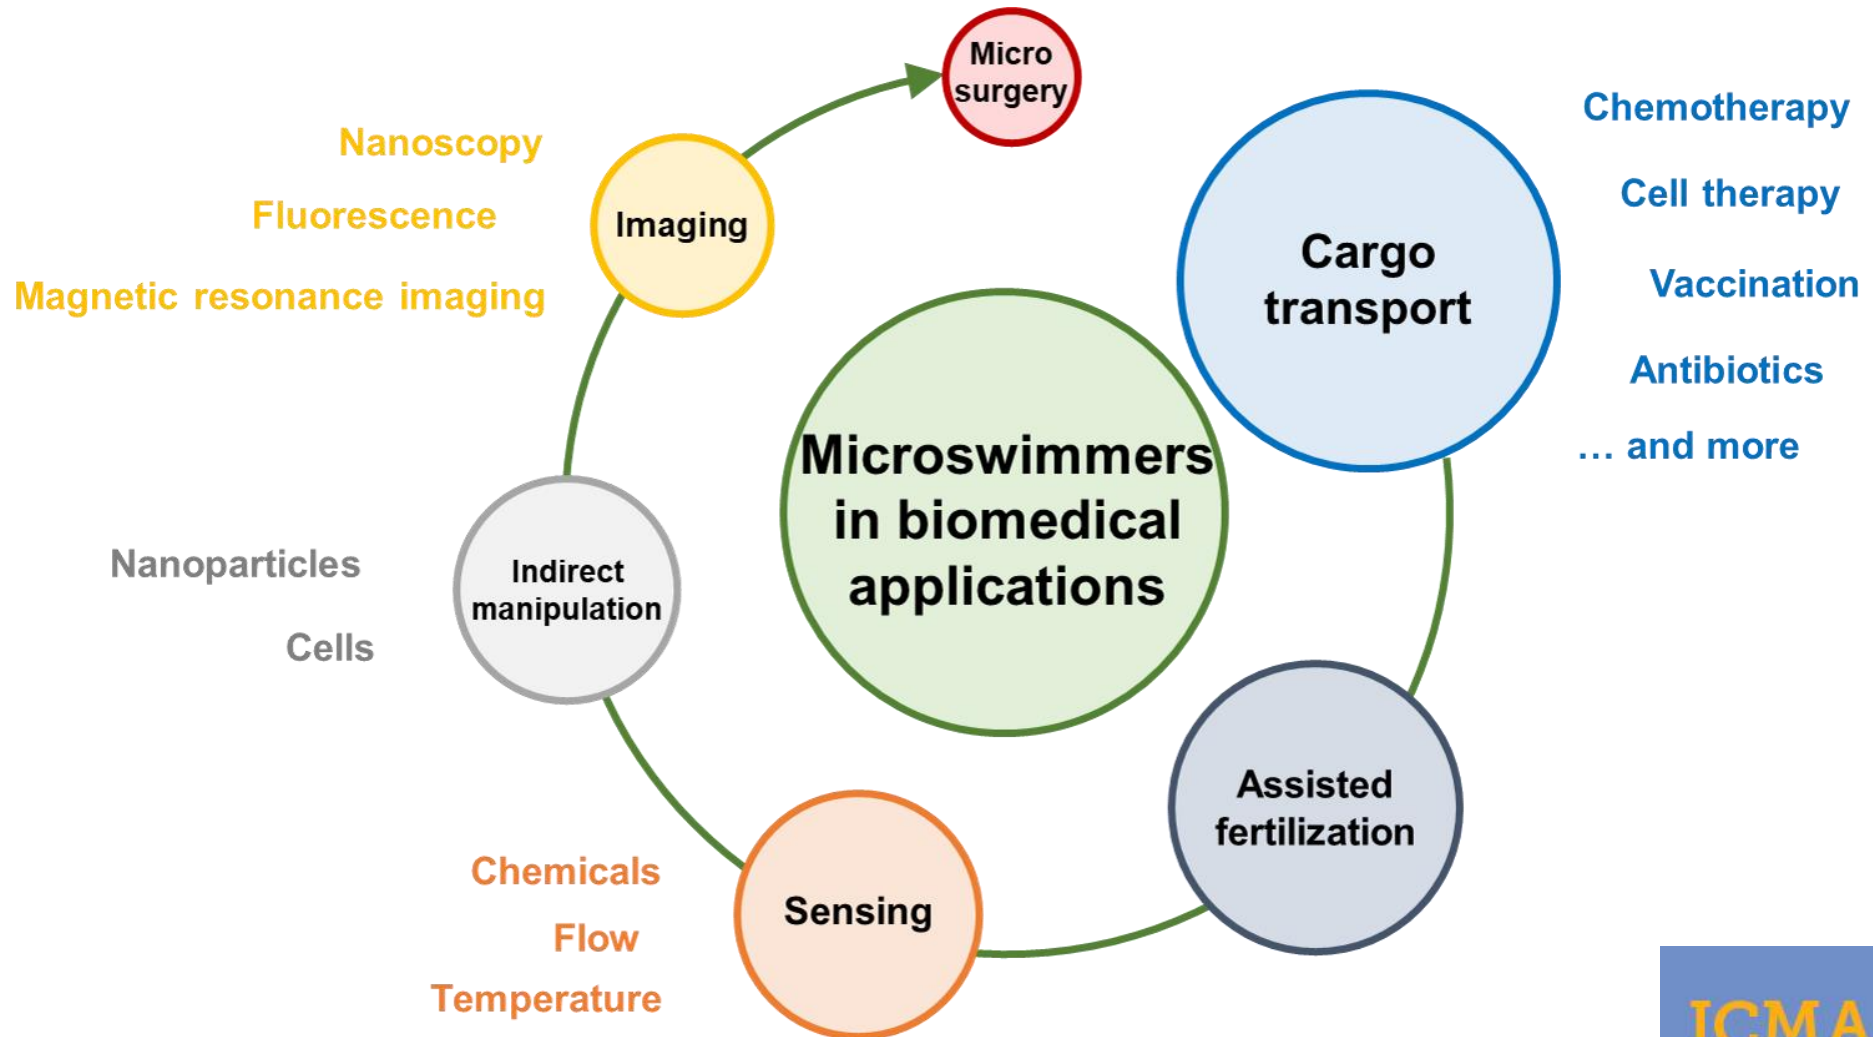 Micro
surgery
Chemotherapy
Cell therapy
Vaccination
Antibiotics
... and more
Cargo
transport
Nanoscopy
Fluorescence
Magnetic resonance imaging
Imaging
Microswimmers
in biomedical
applications
Nanoparticles
Cells
Indirect
manipulation
Assisted
fertilization
Chemicals
Flow
Temperature
Sensing
ICMA